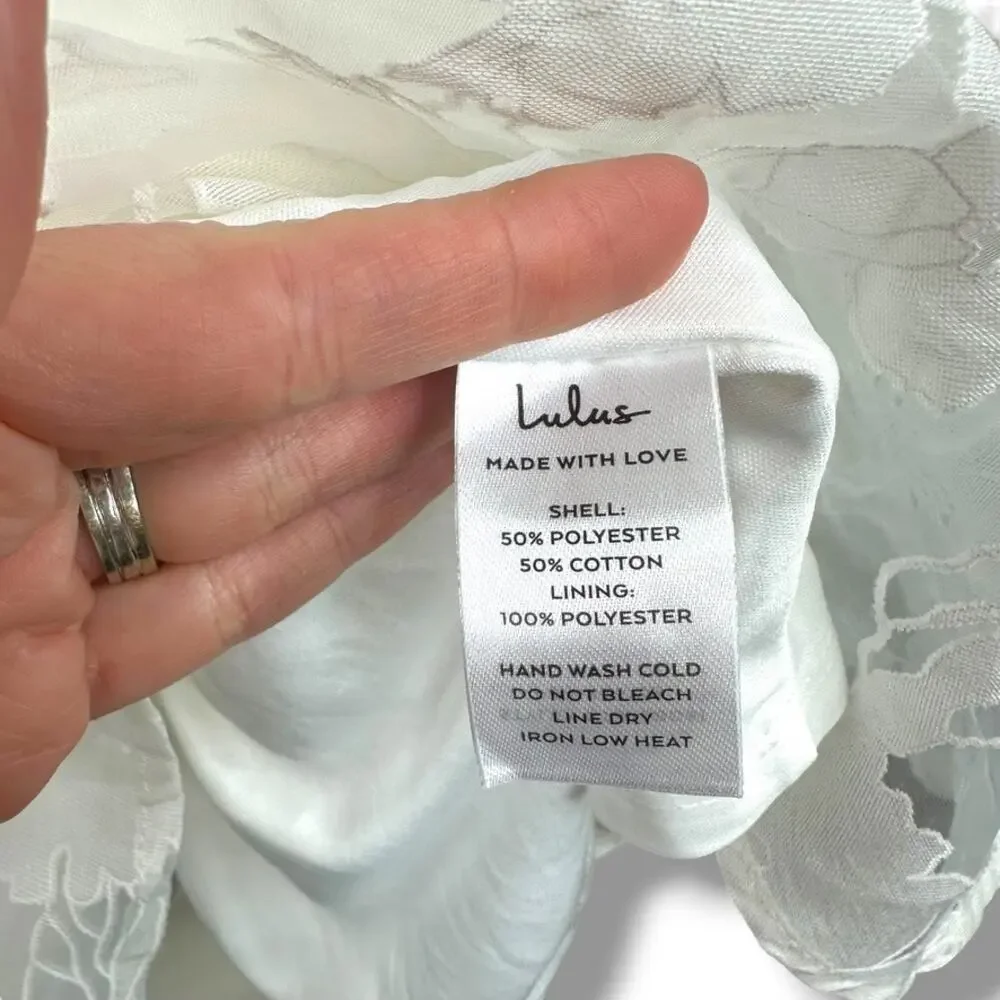 Lulus
MADE WITH LOVE
SHELL:
50% POLYESTER
50% COTTON
LINING:
100% POLYESTER
HAND WASH COLD
DO NOT BLEACH
LINE DRY
IRON LOW HEAT